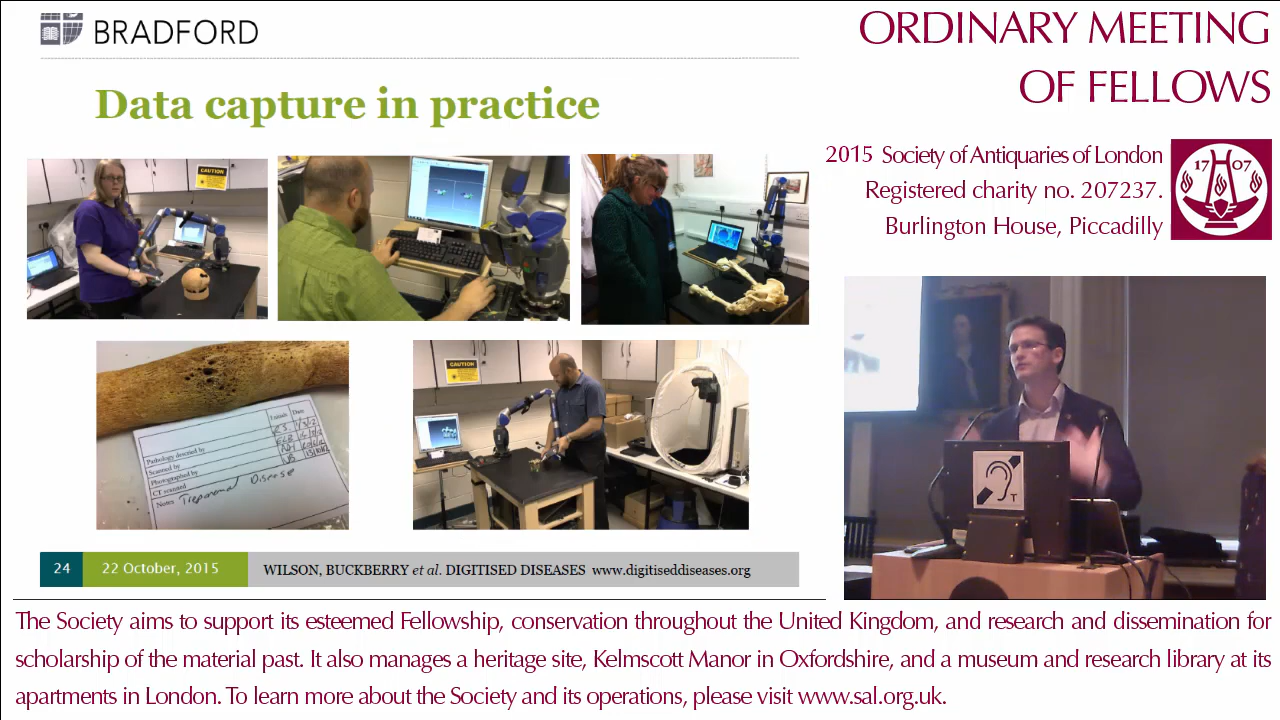 BRADFORD
Data capture in practice
CAUTION
CAUTION
Initials Date
Pathology described by
Scanned by
Photographed by
CT scanned
Notes Treponemal Disease
24 22 October, 2015 WILSON, BUCKBERRY et al. DIGITISED DISEASES www.digitiseddiseases.org
ORDINARY MEETING
OF FELLOWS
2015 Society of Antiquaries of London
Registered charity no. 207237.
Burlington House, Piccadilly
1707
T
The Society aims to support its esteemed Fellowship, conservation throughout the United Kingdom, and research and dissemination for
scholarship of the material past. It also manages a heritage site, Kelmscott Manor in Oxfordshire, and a museum and research library at its
apartments in London. To learn more about the Society and its operations, please visit www.sal.org.uk.